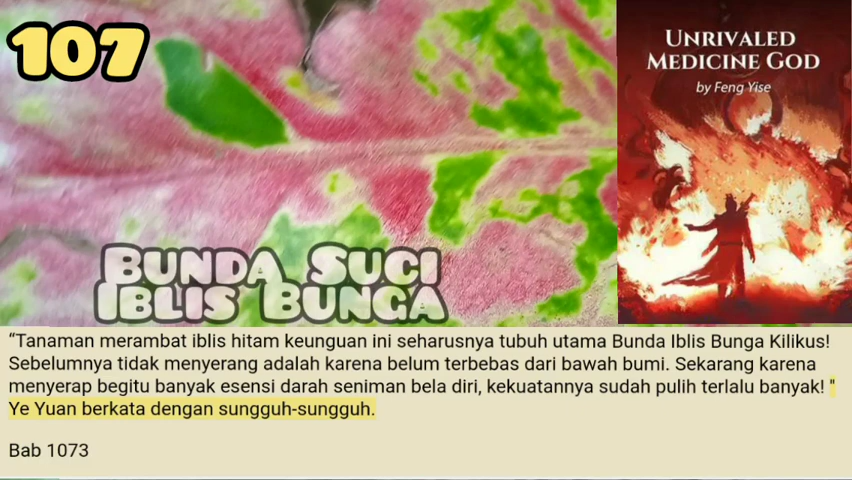 107
UNRIVALED
MEDICINE GOD
by Feng Yise
BUNDA SUCI
IBLIS BUNGA
“Tanaman merambat iblis hitam keunguan ini seharusnya tubuh utama Bunda Iblis Bunga Kilikus!
Sebelumnya tidak menyerang adalah karena belum terbebas dari bawah bumi. Sekarang karena
menyerap begitu banyak esensi darah seniman bela diri, kekuatannya sudah pulih terlalu banyak! "
Ye Yuan berkata dengan sungguh-sungguh.
Bab 1073